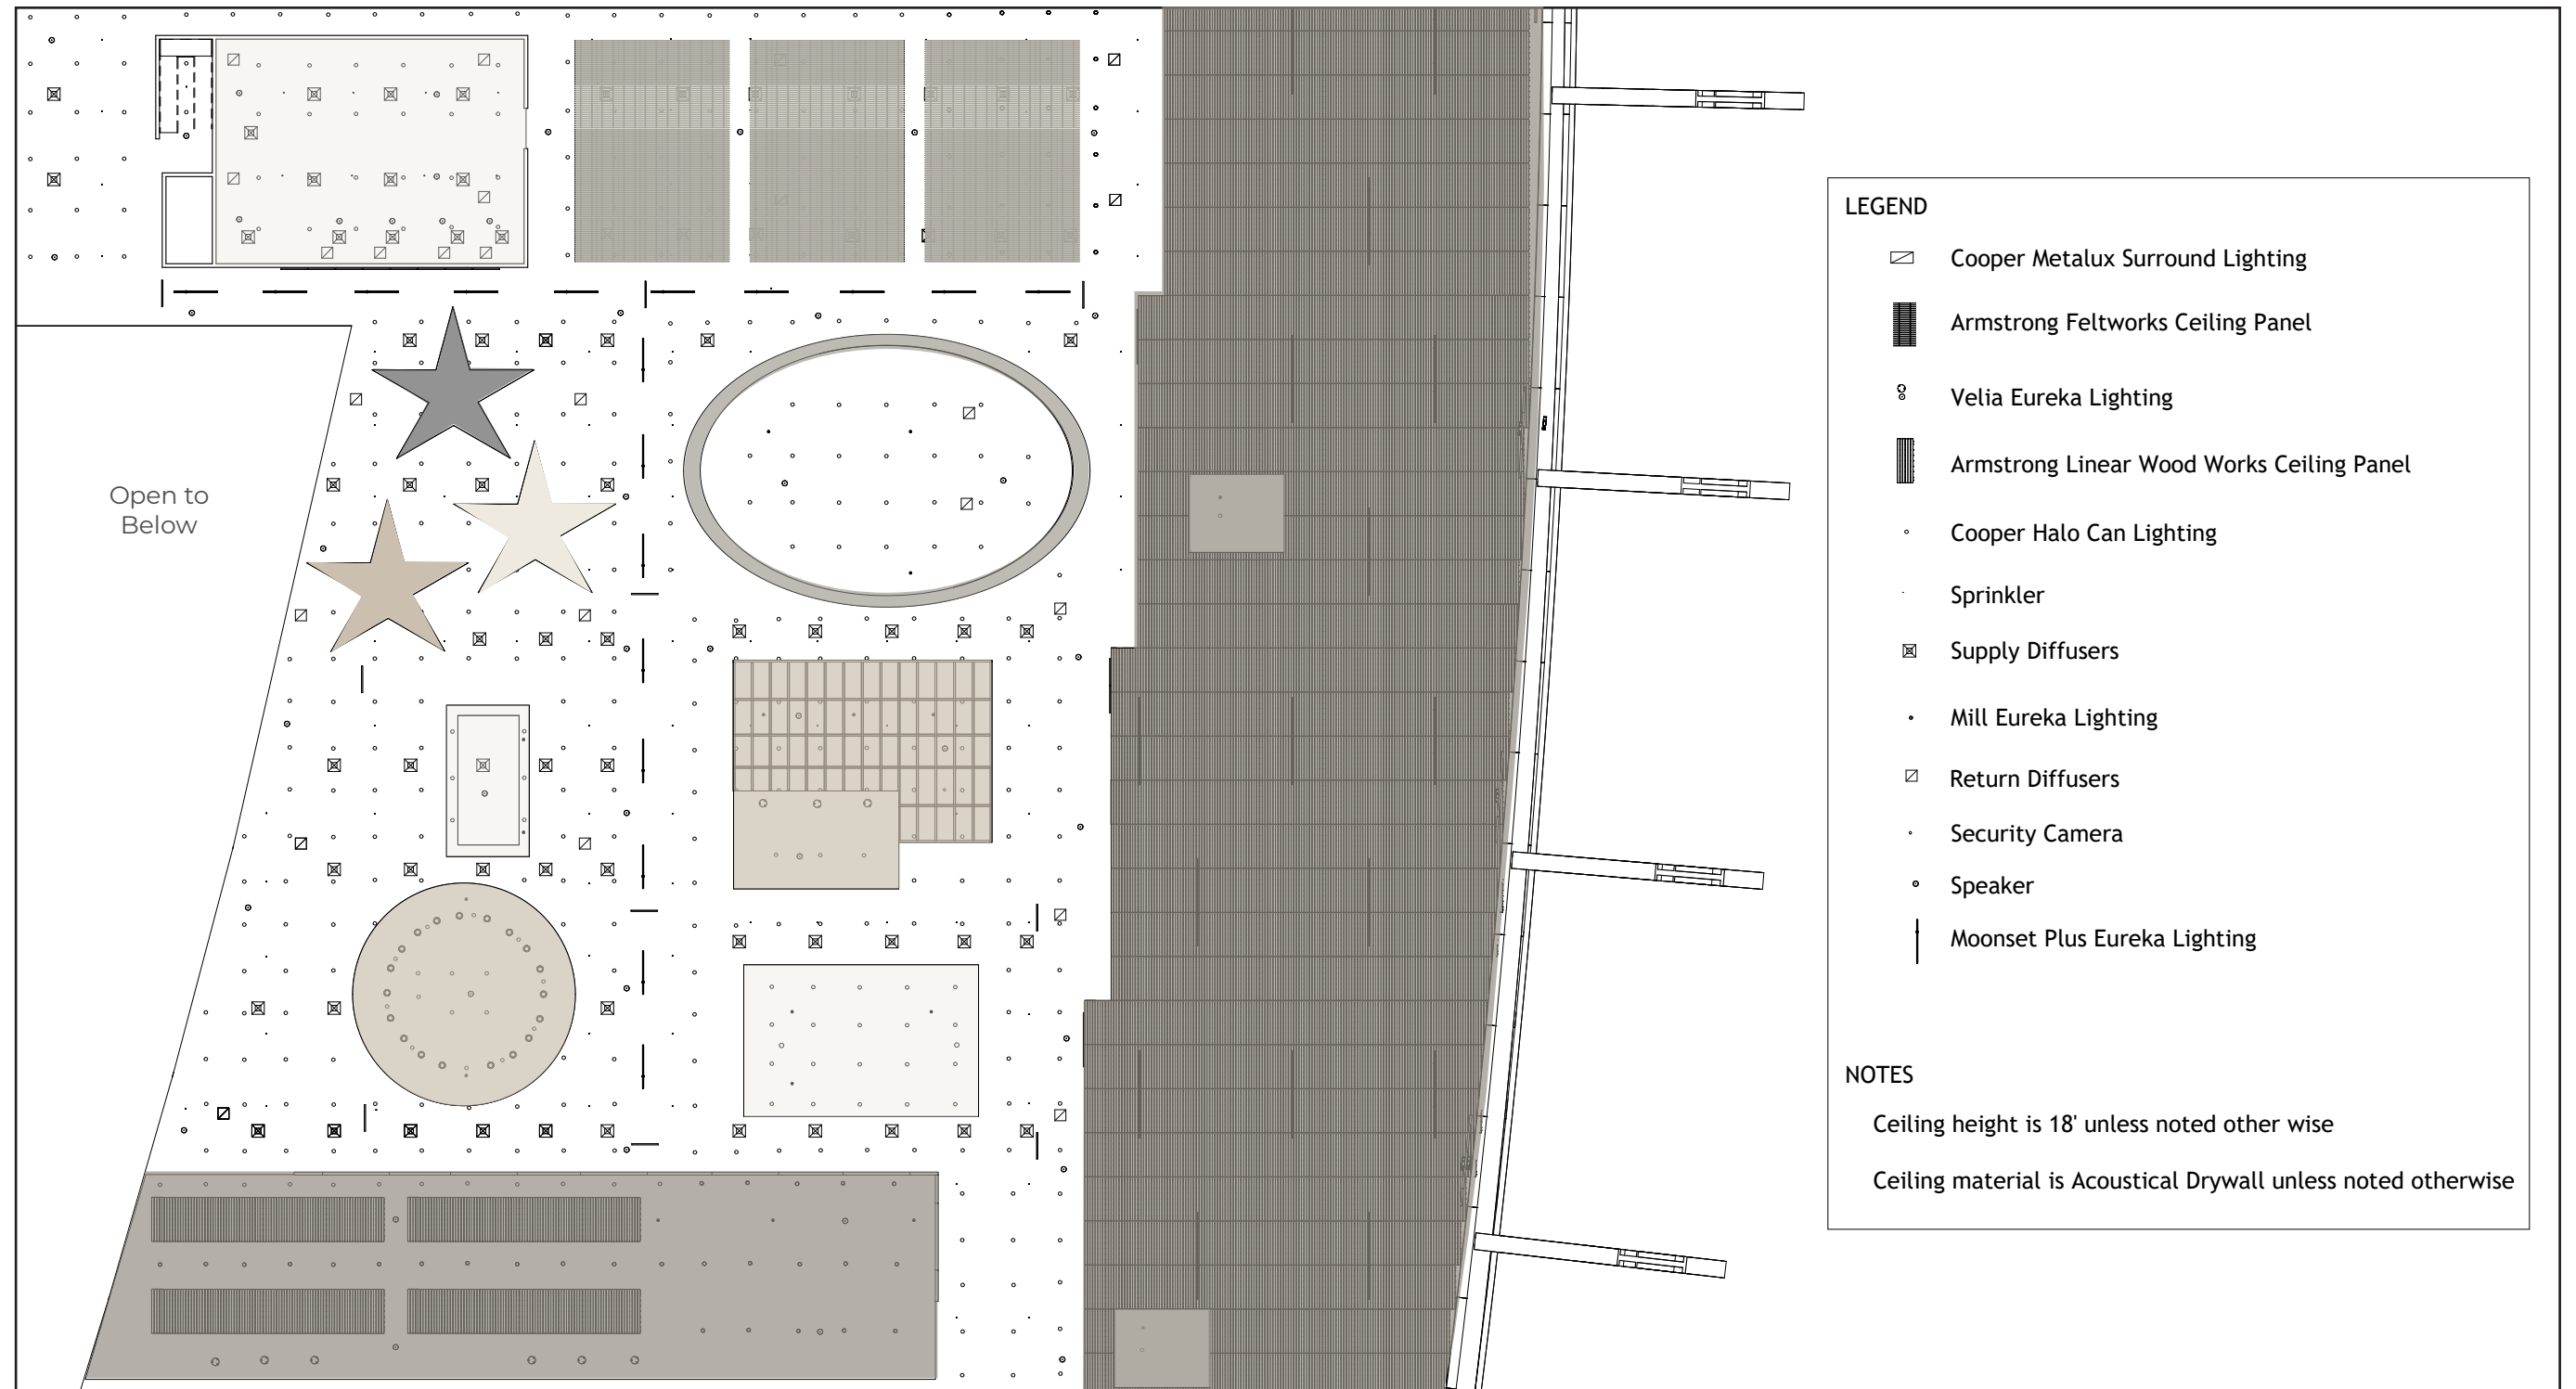 Open to
Below
LEGEND
Cooper Metalux Surround Lighting
Armstrong Feltworks Ceiling Panel
Velia Eureka Lighting
Armstrong Linear Wood Works Ceiling Panel
Cooper Halo Can Lighting
Sprinkler
Supply Diffusers
Mill Eureka Lighting
Return Diffusers
Security Camera
Speaker
Moonset Plus Eureka Lighting
NOTES
Ceiling height is 18' unless noted other wise
Ceiling material is Acoustical Drywall unless noted otherwise